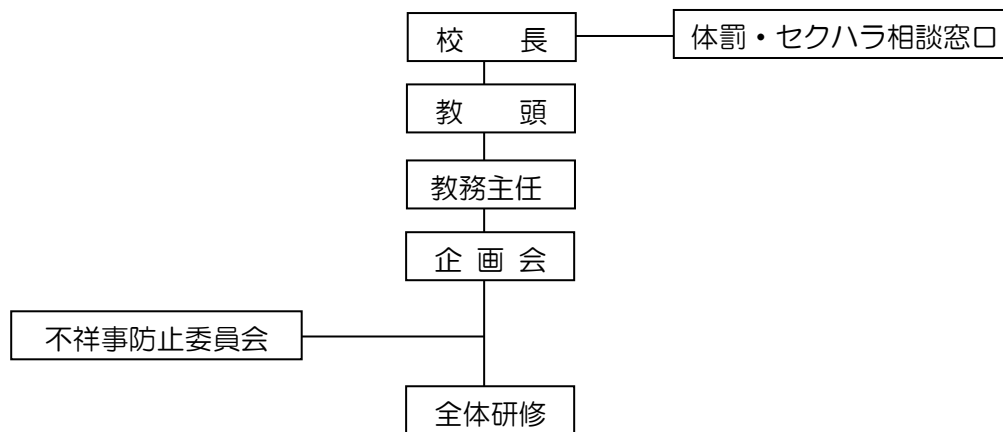 校　　長
体罰・セクハラ相談窓口
教　　頭
教務主任
企 画 会
不祥事防止委員会
全体研修